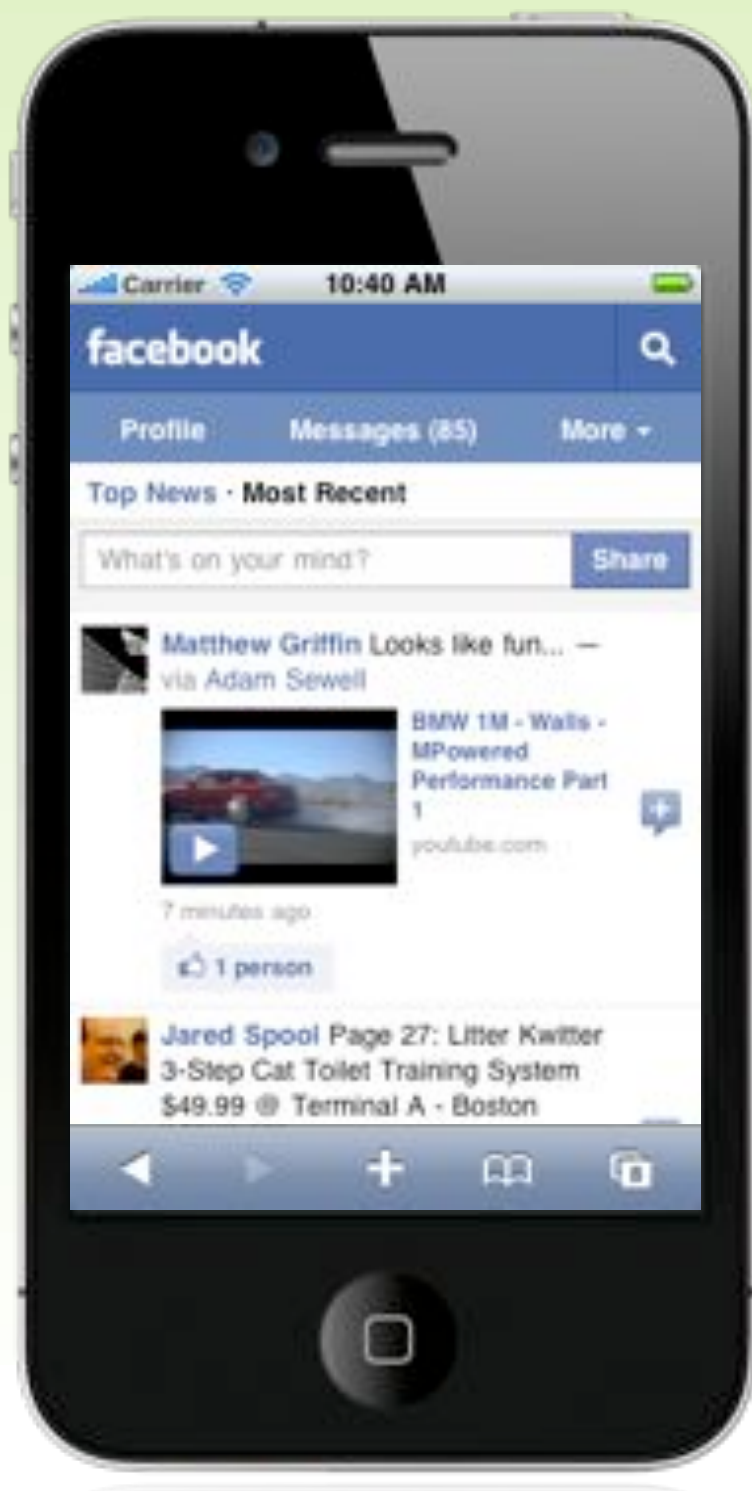 Carrier 10:40 AM
facebook
Profile Messages (85) More
Top News · Most Recent
What's on your mind? Share
Matthew Griffin Looks like fun... —
via Adam Sewell
BMW 1M - Walls -
MPowered
Performance Part
1
youtube.com
7 minutes ago
1 person
Jared Spool Page 27: Litter Kwitter
3-Step Cat Toilet Training System
$49.99 @ Terminal A - Boston